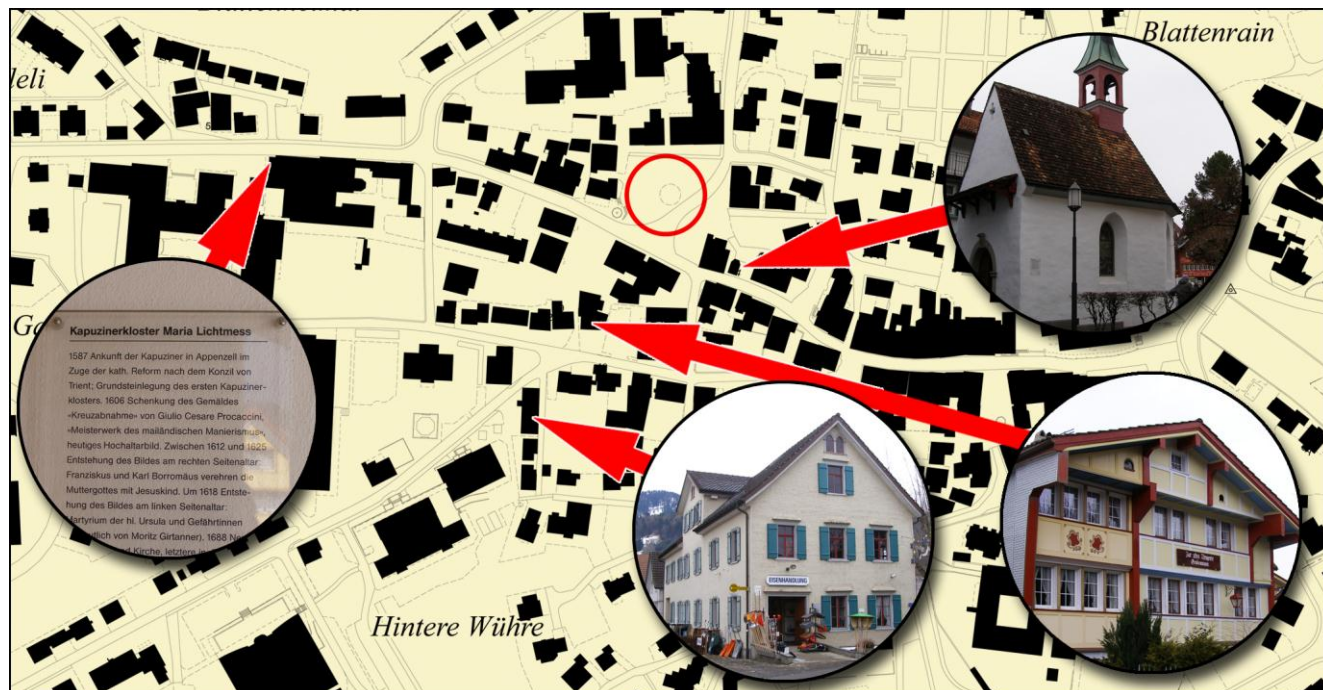 Blattenrain
Kapuzinerkloster Maria Lichtmess
1587 Ankunft der Kapuziner in Appenzell im
Zuge der kath. Reform nach dem Konzil von
Trient; Grundsteinlegung des ersten Kapuziner-
klosters. 1606 Schenkung des Gemäldes
«Kreuzabnahme» von Giulio Cesare Procaccini,
«Meisterwerk des mailändischen Manierismus»,
heutiges Hochaltarbild. Zwischen 1612 und 1625
Entstehung des Bildes am rechten Seitenaltar:
Franziskus und Karl Borromäus verehren die
Muttergottes mit Jesuskind. Um 1618 Entste-
hung des Bildes am linken Seitenaltar:
Martyrium der hl. Ursula und Gefährtinnen
von Moritz Girtanner). 1688
Kirche, letztere
EISENHANDLUNG
Hintere Wühre